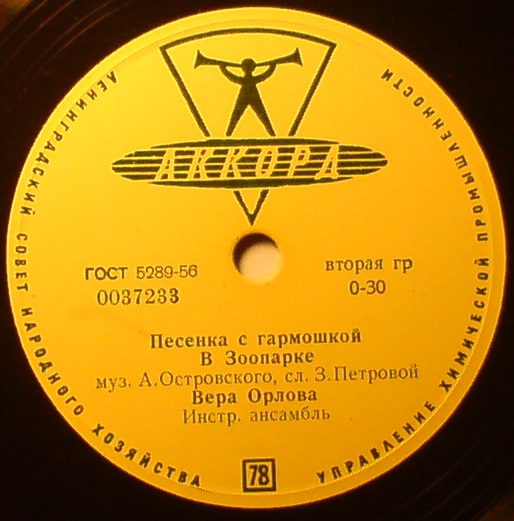 ЛЕНИНГРАДСКИЙ СОВЕТ НАРОДНОГО ХОЗЯЙСТВА
УПРАВЛЕНИЕ ХИМИЧЕСКОЙ ПРОМЫШЛЕННОСТИ
АККОРД
ГОСТ 5289-56
0037233
вторая гр
0-30
Песенка с гармошкой
В Зоопарке
муз. А.Островского, сл. З.Петровой
Вера Орлова
Инстр. ансамбль
78